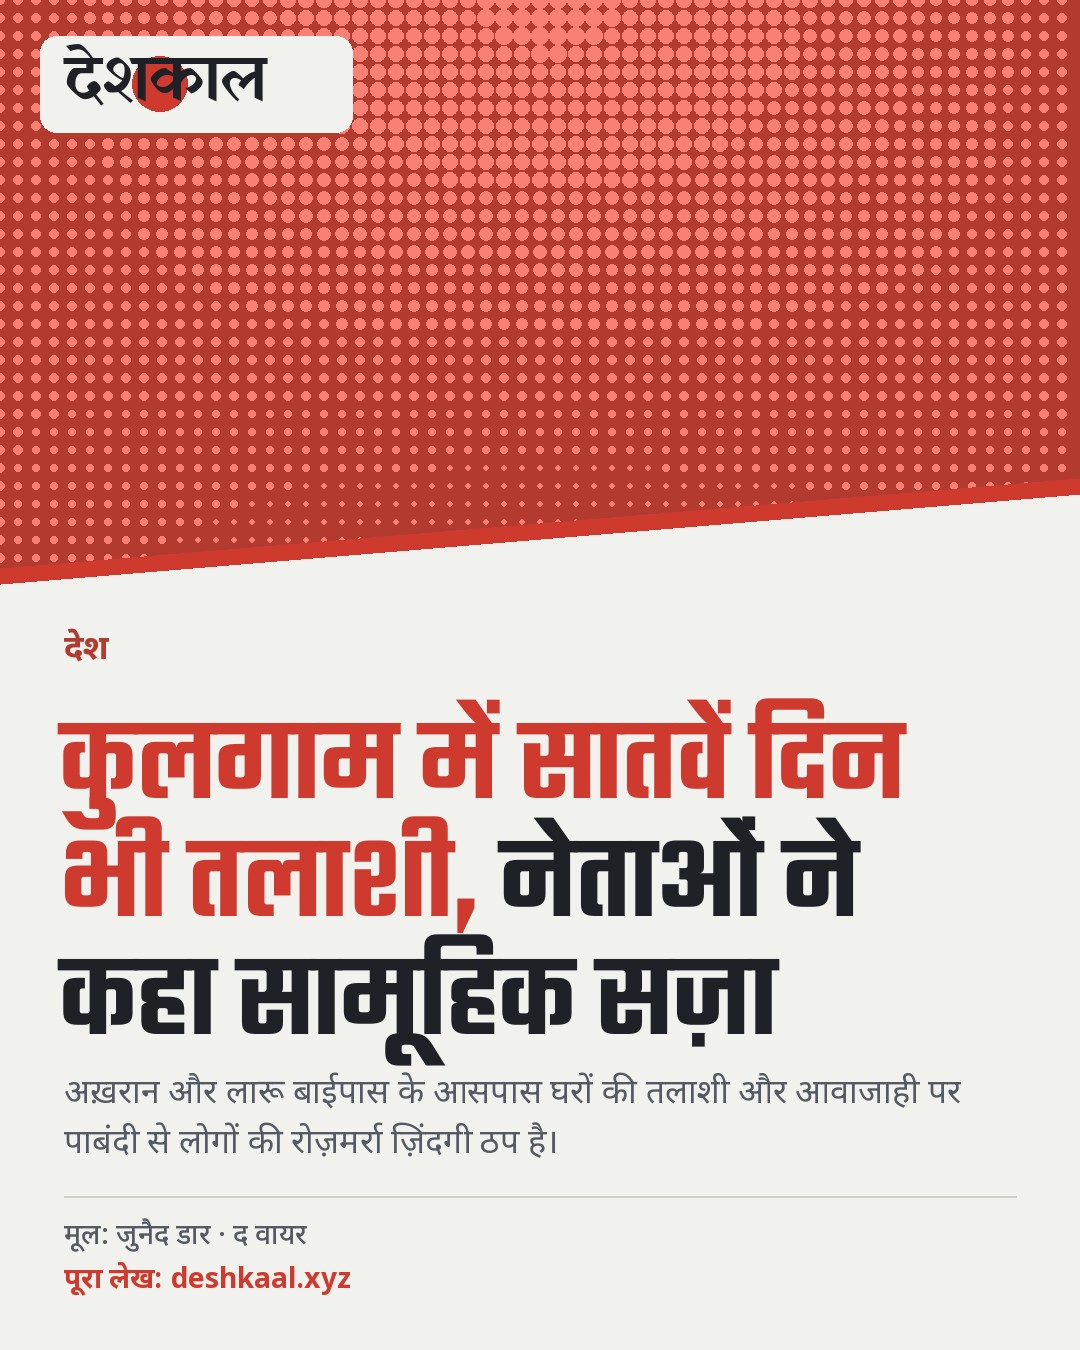 देशकाल
देश
कुलगाम में सातवें दिन
भी तलाशी, नेताओं ने
कहा सामूहिक सज़ा
अख़रान और लारू बाईपास के आसपास घरों की तलाशी और आवाजाही पर
पाबंदी से लोगों की रोज़मर्रा ज़िंदगी ठप है।
मूल: जुनैद डार · द वायर
पूरा लेख: deshkaal.xyz